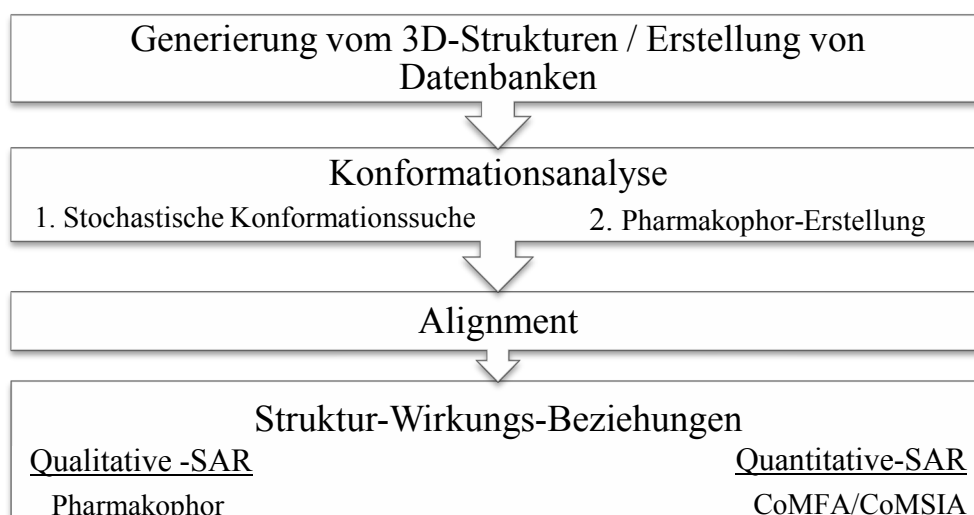 Generierung vom 3D-Strukturen / Erstellung von
Datenbanken
Konformationsanalyse
1. Stochastische Konformationssuche 2. Pharmakophor-Erstellung
Alignment
Struktur-Wirkungs-Beziehungen
Qualitative -SAR Quantitative-SAR
Pharmakophor CoMFA/CoMSIA